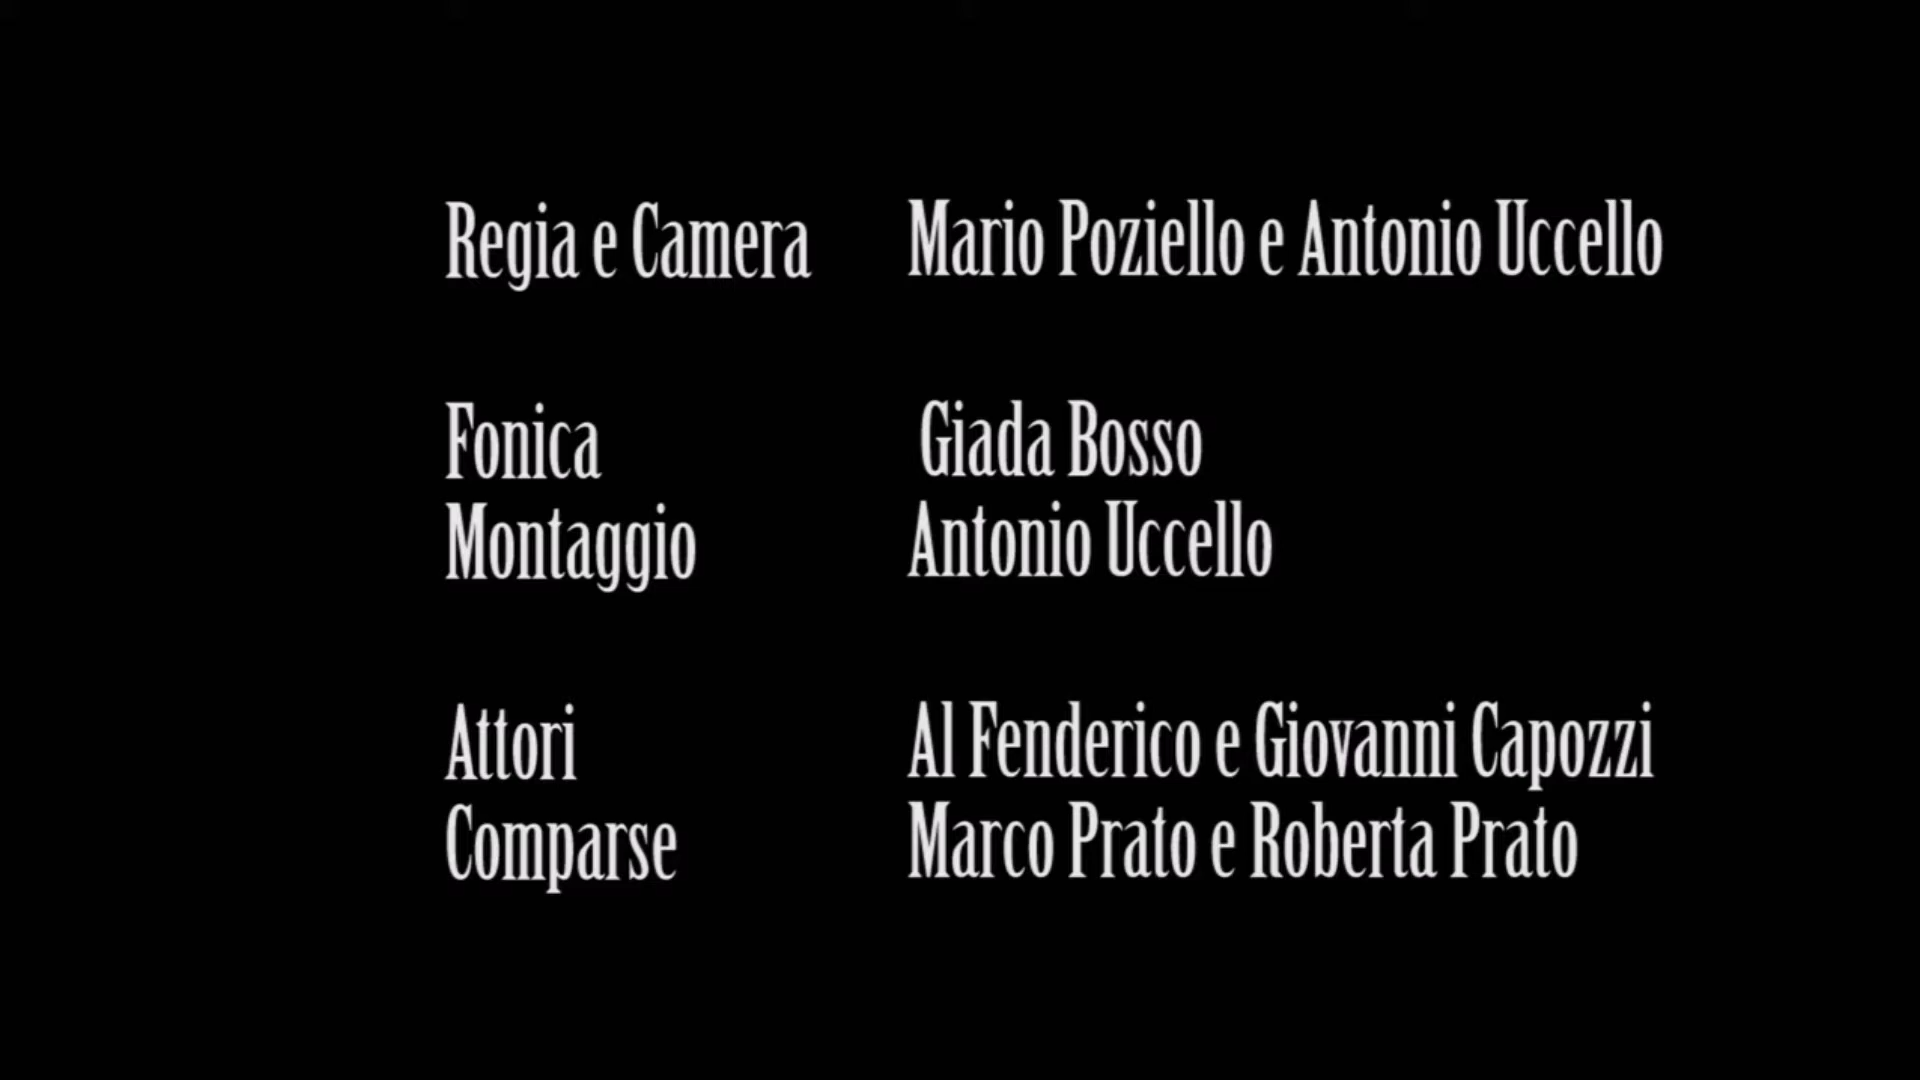 Regia e Camera Mario Poziello e Antonio Uccello
Fonica Giada Bosso
Montaggio Antonio Uccello
Attori Al Fenderico e Giovanni Capozzi
Comparse Marco Prato e Roberta Prato